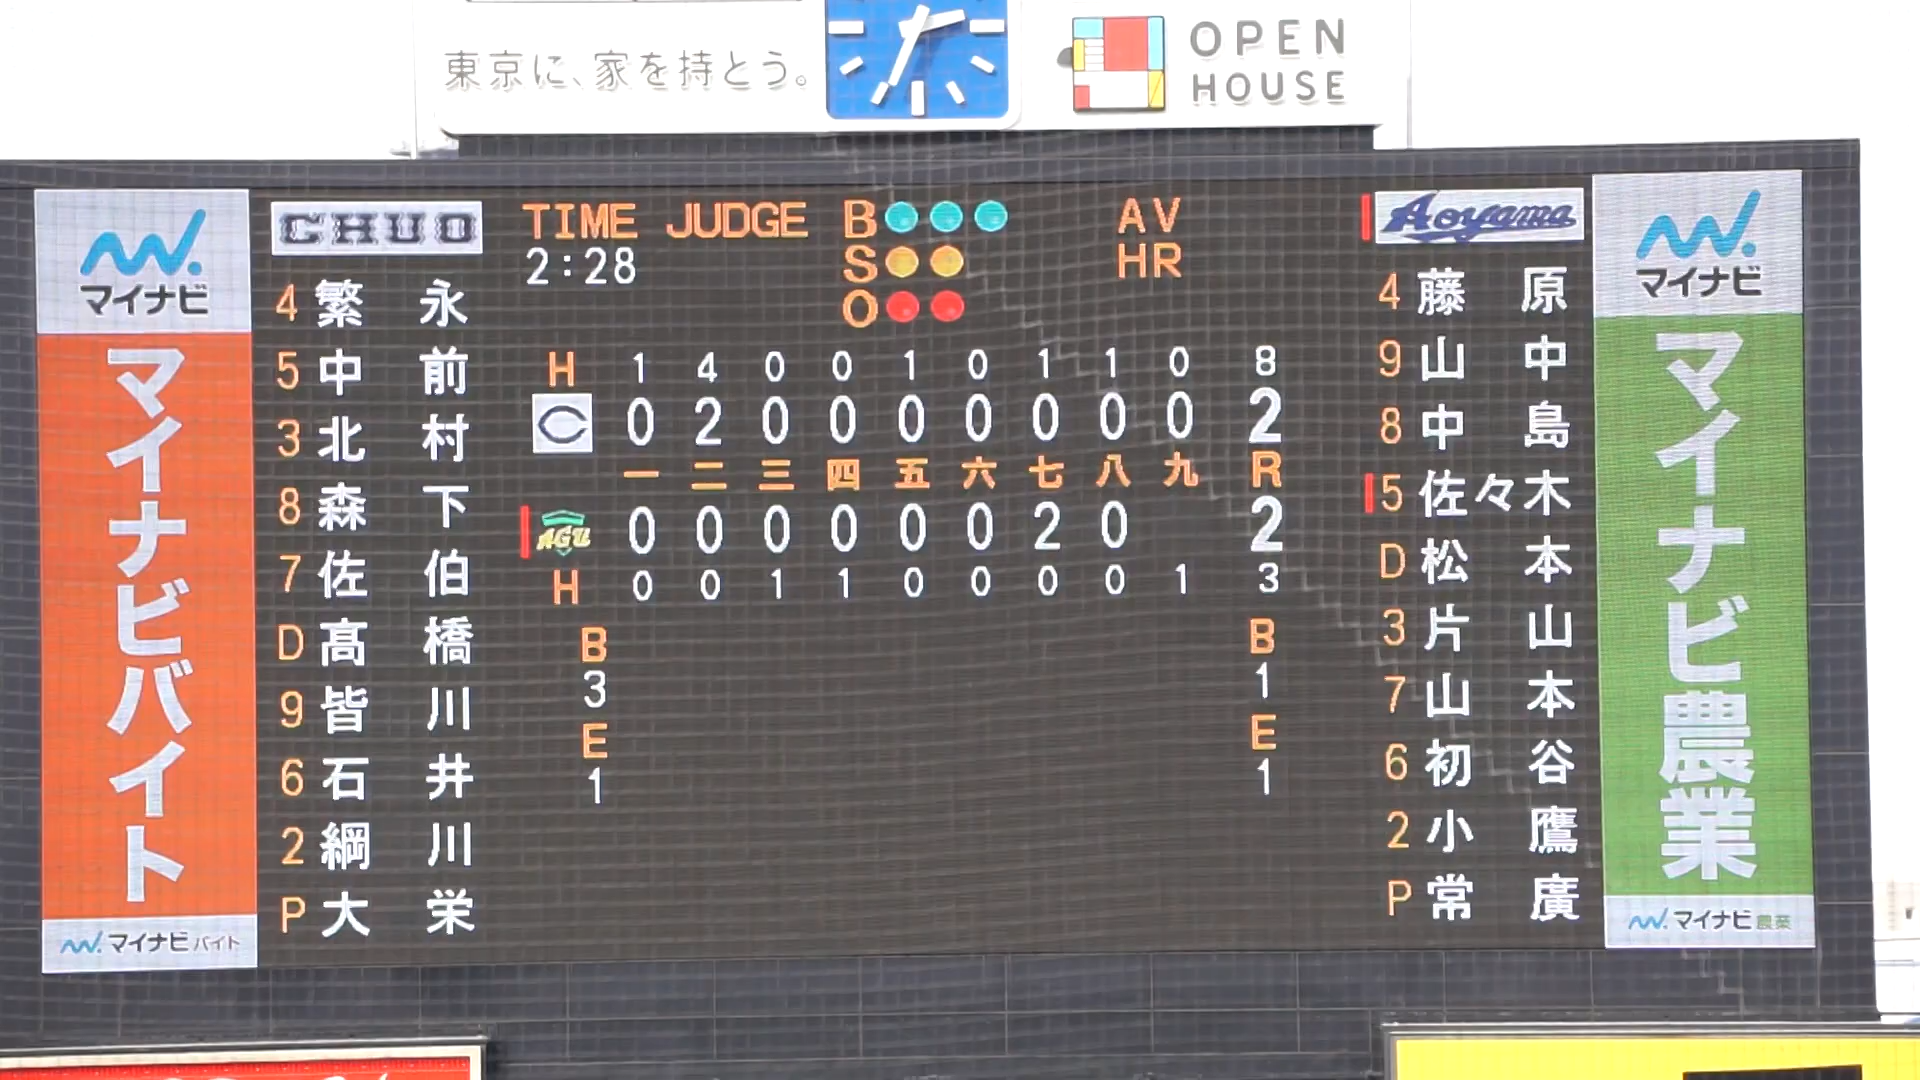 東京に、家を持とう。
OPEN
HOUSE
マイナビ
マイナビバイト
マイナビバイト
CHUO
4 繁 永
5 中 前
3 北 村
8 森 下
7 佐 伯
D 髙 橋
9 皆 川
6 石 井
2 綱 川
P 大 栄
TIME JUDGE
2:28
B
S
O
AV
HR
H 1 4 0 0 1 0 1 1 0 8
C 0 2 0 0 0 0 0 0 0 2
一 二 三 四 五 六 七 八 九 R
AGU 0 0 0 0 0 0 2 0 2
H 0 0 1 1 0 0 0 0 1 3
B
3
E
1
B
1
E
1
Aoyama
4 藤 原
9 山 中
8 中 島
5 佐々木
D 松 本
3 片 山
7 山 本
6 初 谷
2 小 鷹
P 常 廣
マイナビ
マイナビ農業
マイナビ農業